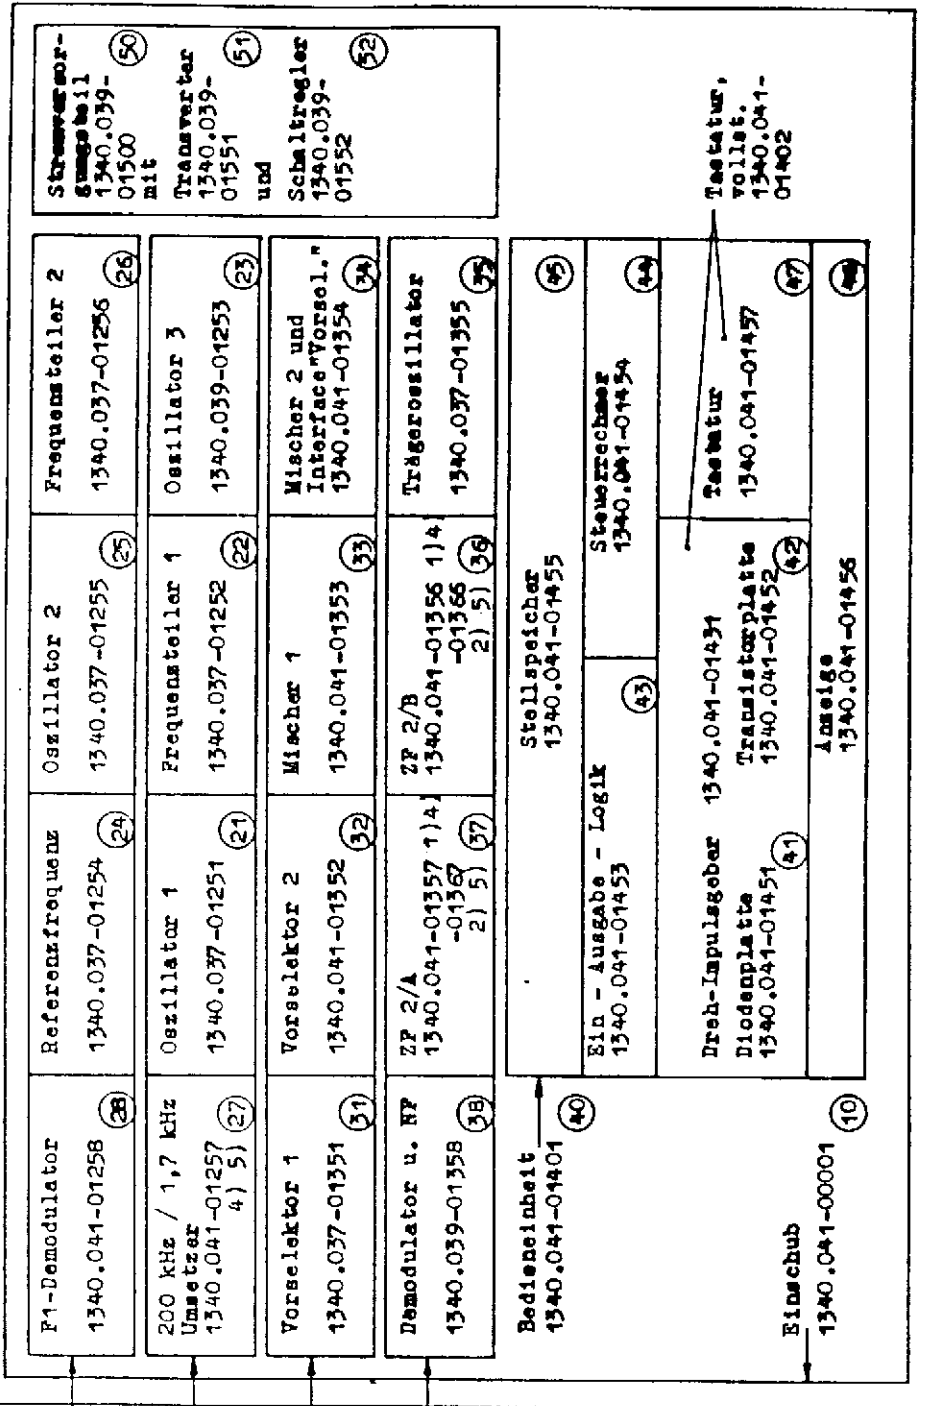 F1-Demodulator
1340.041-01258
28
Referenzfrequenz
1340.037-01254
24
Oszillator 2
1340.037-01255
25
Frequenzteiler 2
1340.037-01256
26
Stromversor-
gungsteil
1340.039-
01500
50
mit
Transverter
1340.039-
01551
51
und
Schaltregler
1340.039-
01552
52
200 kHz / 1,7 kHz
Umsetzer
1340.041-01257
4) 5)
27
Oszillator 1
1340.037-01251
21
Frequenzteiler 1
1340.037-01252
22
Oszillator 3
1340.039-01253
23
Vorselektor 1
1340.037-01351
31
Vorselektor 2
1340.041-01352
32
Mischer 1
1340.041-01353
33
Mischer 2 und
Interface"Vorsel."
1340.041-01354
34
Demodulator u. NF
1340.039-01358
38
ZF 2/A
1340.041-01357 1)4)
-01367
2) 5)
37
ZF 2/B
1340.041-01356 1)4)
-01366
2) 5)
36
Trägeroszillator
1340.037-01355
35
Bedieneinheit
1340.041-01401
40
Stellspeicher
1340.041-01455
45
Ein - Ausgabe - Logik
1340.041-01453
43
Steuerrechner
1340.041-01454
44
Dreh-Impulsgeber 1340.041-01431
Diodenplatte
1340.041-01451
41
Transistorplatte
1340.041-01452
42
Tastatur
1340.041-01457
47
Tastatur,
vollst.
1340.041-
01402
Anzeige
1340.041-01456
Einschub
1340.041-00001
10